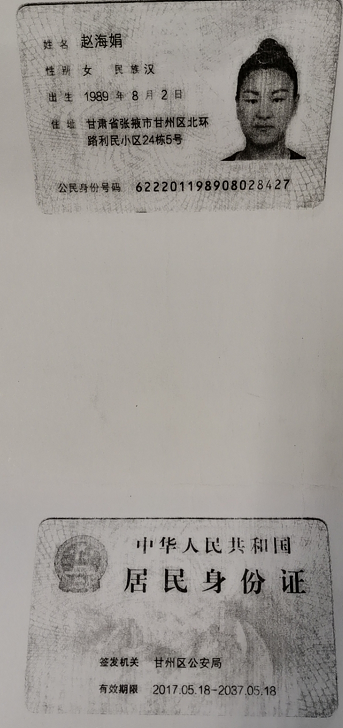 姓名 赵海娟
性别 女 民族 汉
出生 1989 年 8 月 2 日
住址 甘肃省张掖市甘州区北环
路利民小区24栋5号
公民身份号码 622201198908028427
中华人民共和国
居民身份证
签发机关 甘州区公安局
有效期限 2017.05.18-2037.05.18